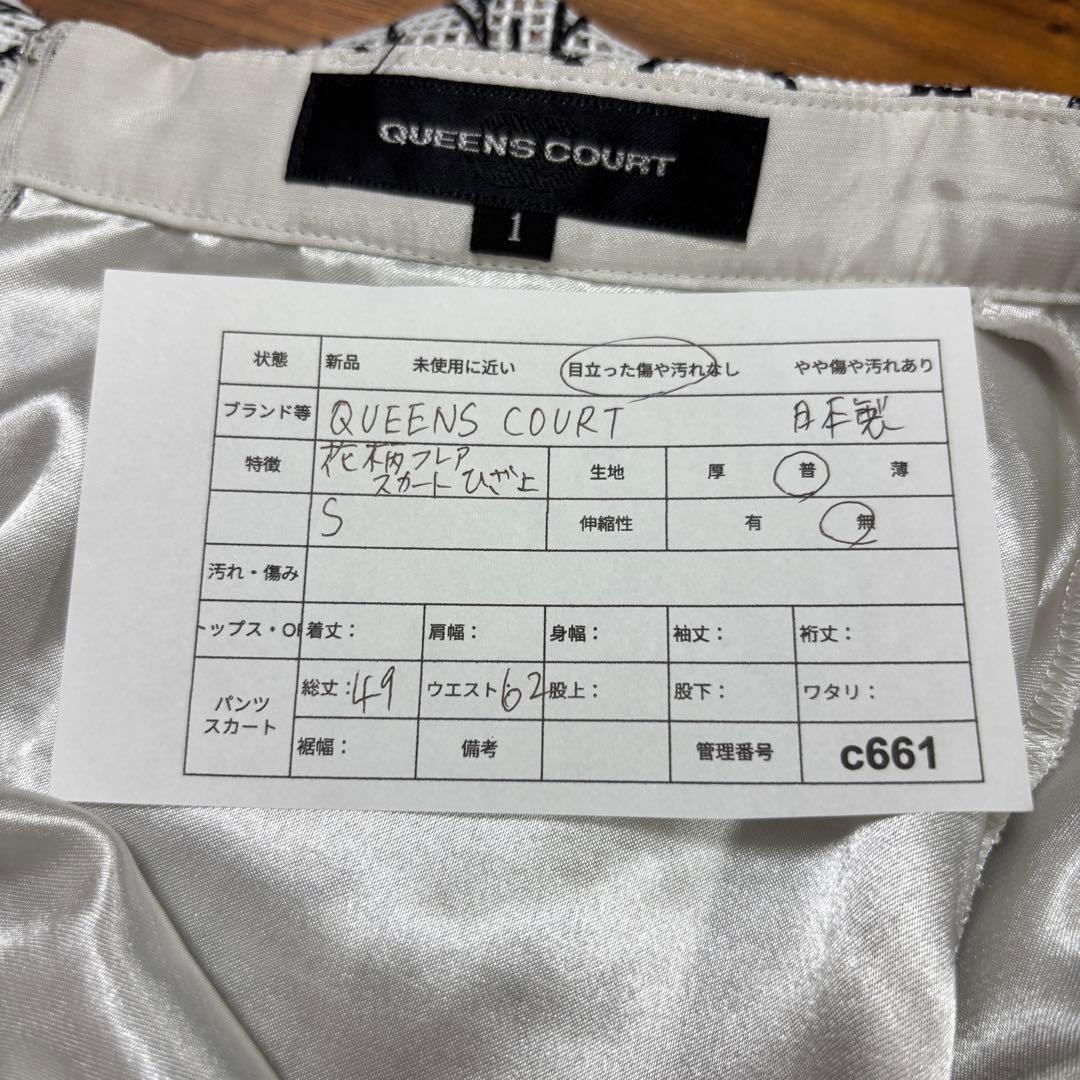 QUEENS COURT
1
状態 新品 未使用に近い 目立った傷や汚れなし やや傷や汚れあり
ブランド等 QUEENS COURT 日本製
特徴 花柄フレア
スカート ひざ上
生地 厚 普 薄
S 伸縮性 有 無
汚れ・傷み
トップス・OP 着丈： 肩幅： 身幅： 袖丈： 裄丈：
パンツ
スカート
総丈：49 ウエスト：62 股上： 股下： ワタリ：
裾幅： 備考 管理番号 c661